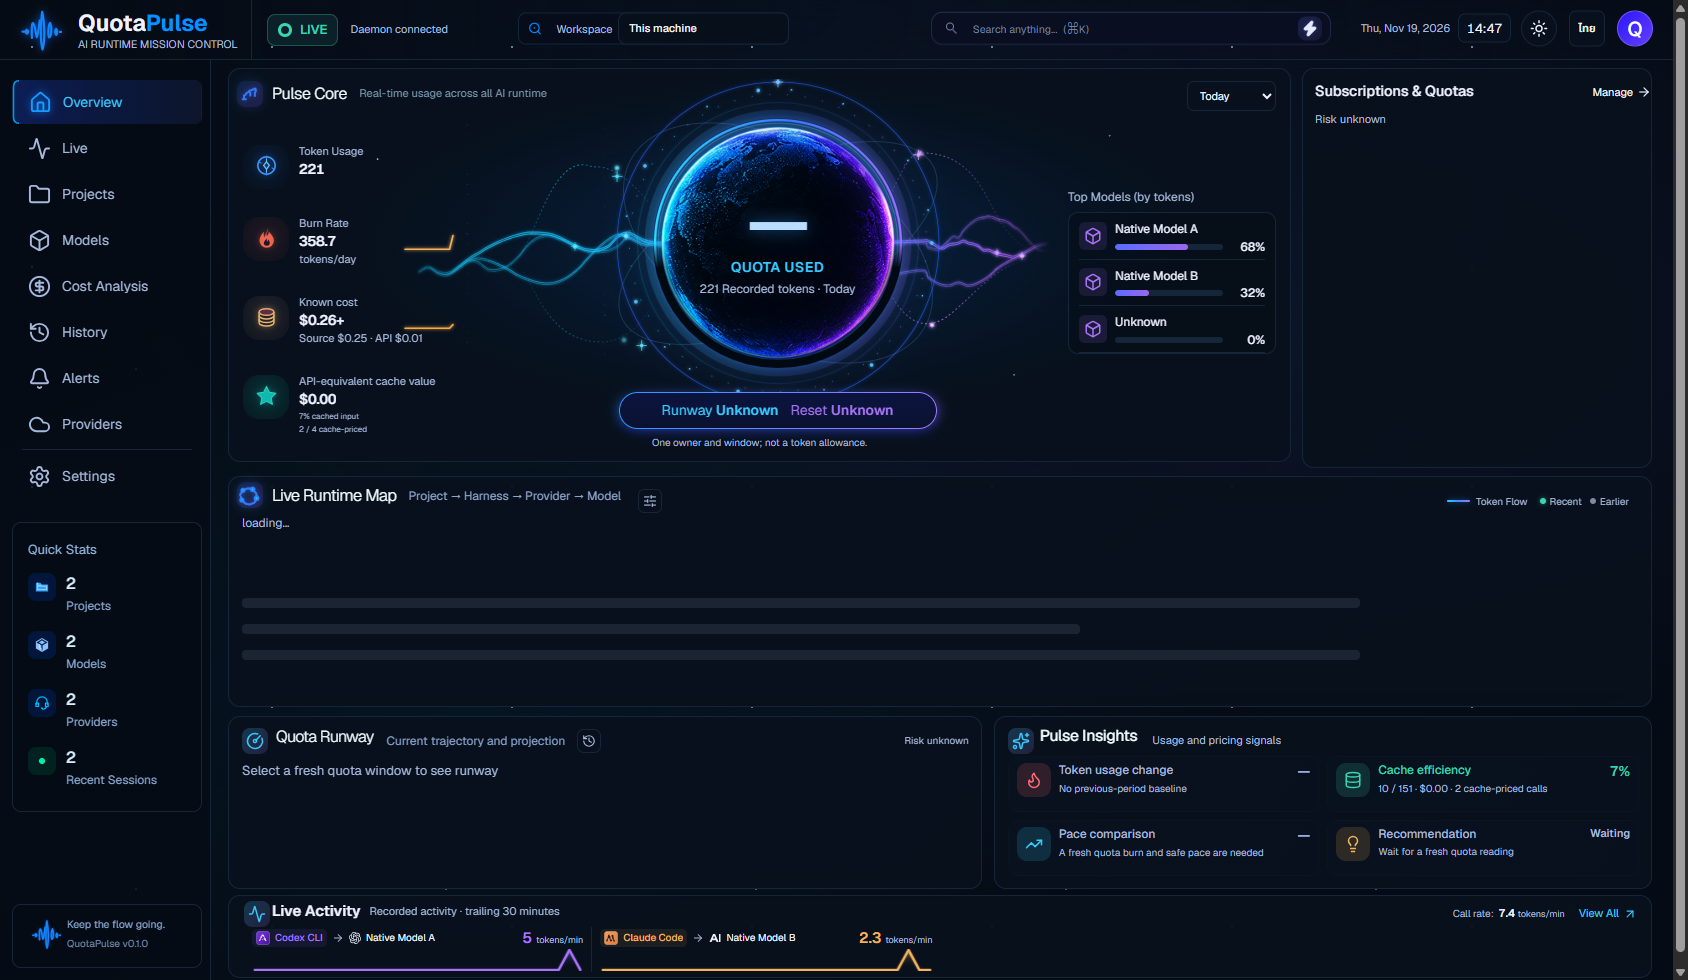 QuotaPulse
AI RUNTIME MISSION CONTROL
LIVE
Daemon connected
Workspace
This machine
Search anything... (⌘K)
Thu, Nov 19, 2026
14:47
ไทย
Q
Overview
Live
Projects
Models
Cost Analysis
History
Alerts
Providers
Settings
Quick Stats
2
Projects
2
Models
2
Providers
2
Recent Sessions
Keep the flow going.
QuotaPulse v0.1.0
Pulse Core
Real-time usage across all AI runtime
Today
Token Usage
221
Burn Rate
358.7
tokens/day
Known cost
$0.26+
Source $0.25 · API $0.01
API-equivalent cache value
$0.00
7% cached input
2 / 4 cache-priced
—
QUOTA USED
221 Recorded tokens · Today
Runway Unknown Reset Unknown
One owner and window; not a token allowance.
Top Models (by tokens)
Native Model A
68%
Native Model B
32%
Unknown
0%
Subscriptions & Quotas
Manage →
Risk unknown
Live Runtime Map
Project → Harness → Provider → Model
Token Flow
Recent
Earlier
loading...
Quota Runway
Current trajectory and projection
Risk unknown
Select a fresh quota window to see runway
Pulse Insights
Usage and pricing signals
Token usage change
—
No previous-period baseline
Cache efficiency
7%
10 / 151 · $0.00 · 2 cache-priced calls
Pace comparison
—
A fresh quota burn and safe pace are needed
Recommendation
Waiting
Wait for a fresh quota reading
Live Activity
Recorded activity · trailing 30 minutes
Call rate: 7.4 tokens/min
View All
Codex CLI → Native Model A
5 tokens/min
Claude Code → AI Native Model B
2.3 tokens/min